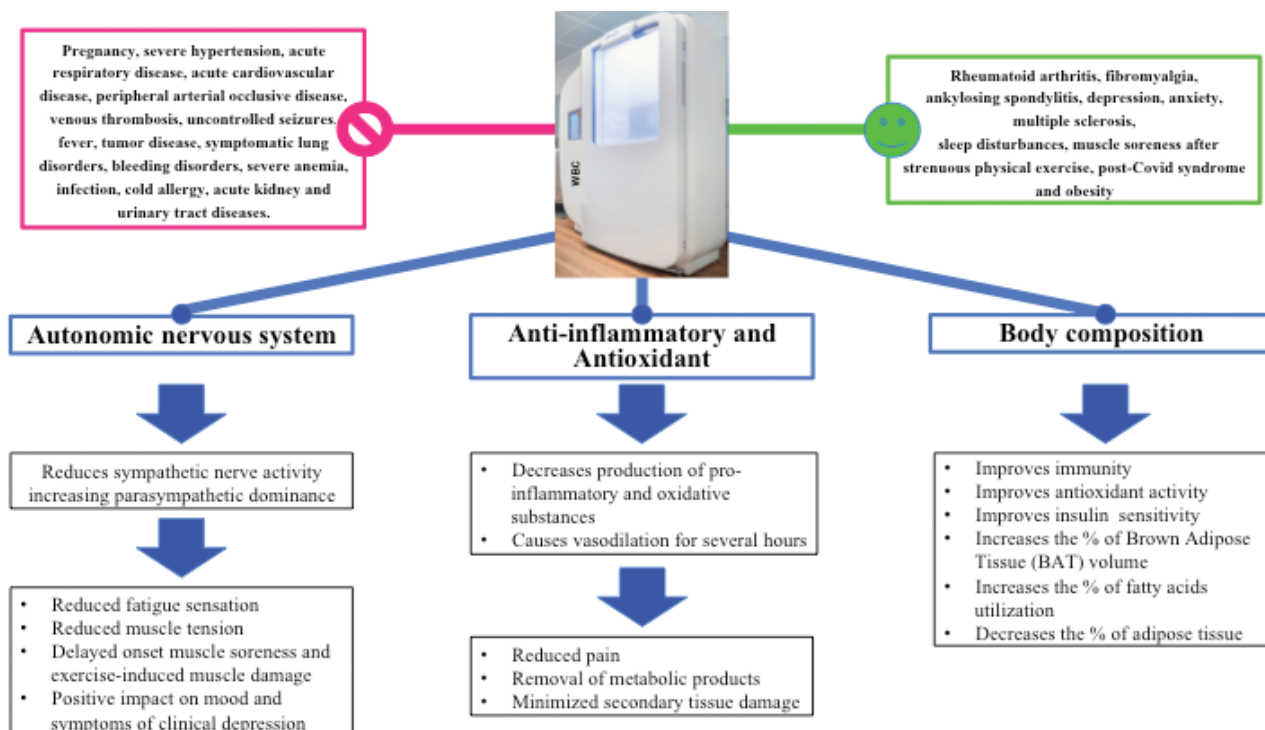 Pregnancy, severe hypertension, acute
respiratory disease, acute cardiovascular
disease, peripheral arterial occlusive disease,
venous thrombosis, uncontrolled seizures,
fever, tumor disease, symptomatic lung
disorders, bleeding disorders, severe anemia,
infection, cold allergy, acute kidney and
urinary tract diseases.
WBC
Rheumatoid arthritis, fibromyalgia,
ankylosing spondylitis, depression, anxiety,
multiple sclerosis,
sleep disturbances, muscle soreness after
strenuous physical exercise, post-Covid syndrome
and obesity
Autonomic nervous system
Reduces sympathetic nerve activity
increasing parasympathetic dominance
• Reduced fatigue sensation
• Reduced muscle tension
• Delayed onset muscle soreness and
exercise-induced muscle damage
• Positive impact on mood and
symptoms of clinical depression
Anti-inflammatory and
Antioxidant
• Decreases production of pro-
inflammatory and oxidative
substances
• Causes vasodilation for several hours
• Reduced pain
• Removal of metabolic products
• Minimized secondary tissue damage
Body composition
• Improves immunity
• Improves antioxidant activity
• Improves insulin sensitivity
• Increases the % of Brown Adipose
Tissue (BAT) volume
• Increases the % of fatty acids
utilization
• Decreases the % of adipose tissue